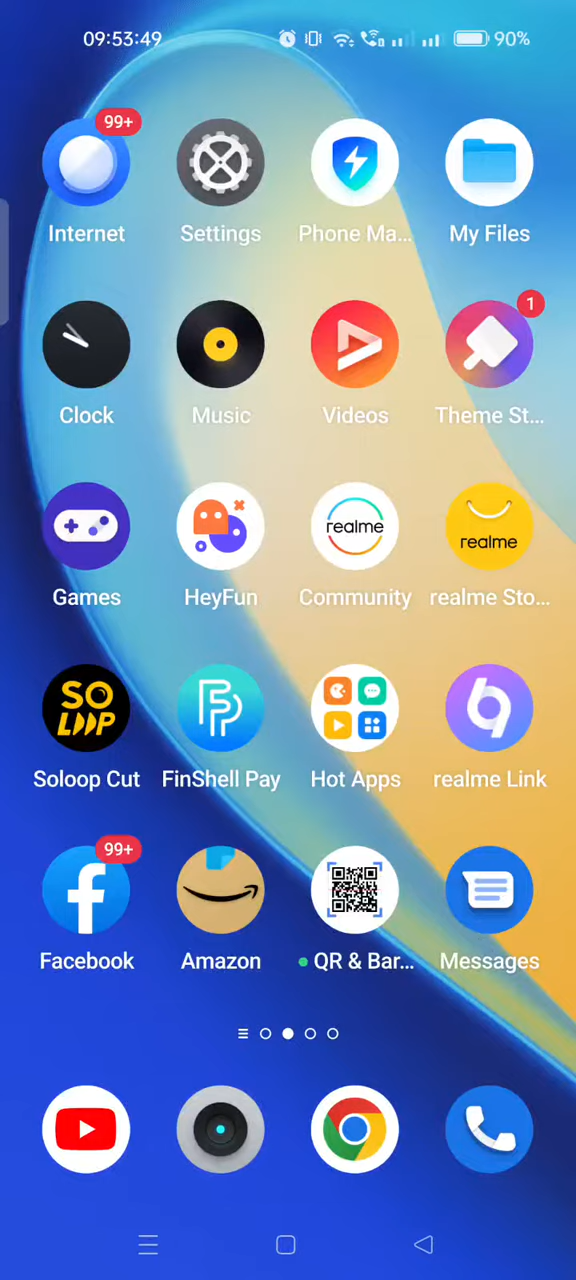 09:53:49 90%
99+
Internet Settings Phone Ma... My Files
1
Clock Music Videos Theme St...
realme realme
Games HeyFun Community realme Sto...
SO
LOOP
Soloop Cut FinShell Pay Hot Apps realme Link
99+
Facebook Amazon QR & Bar... Messages